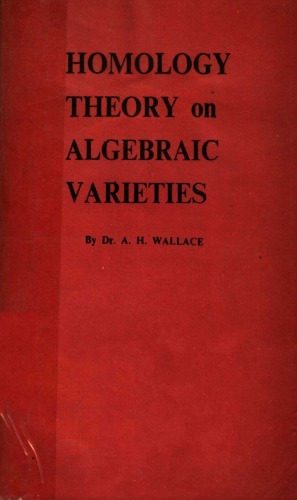 HOMOLOGY
THEORY on
ALGEBRAIC
VARIETIES
By Dr. A. H. WALLACE